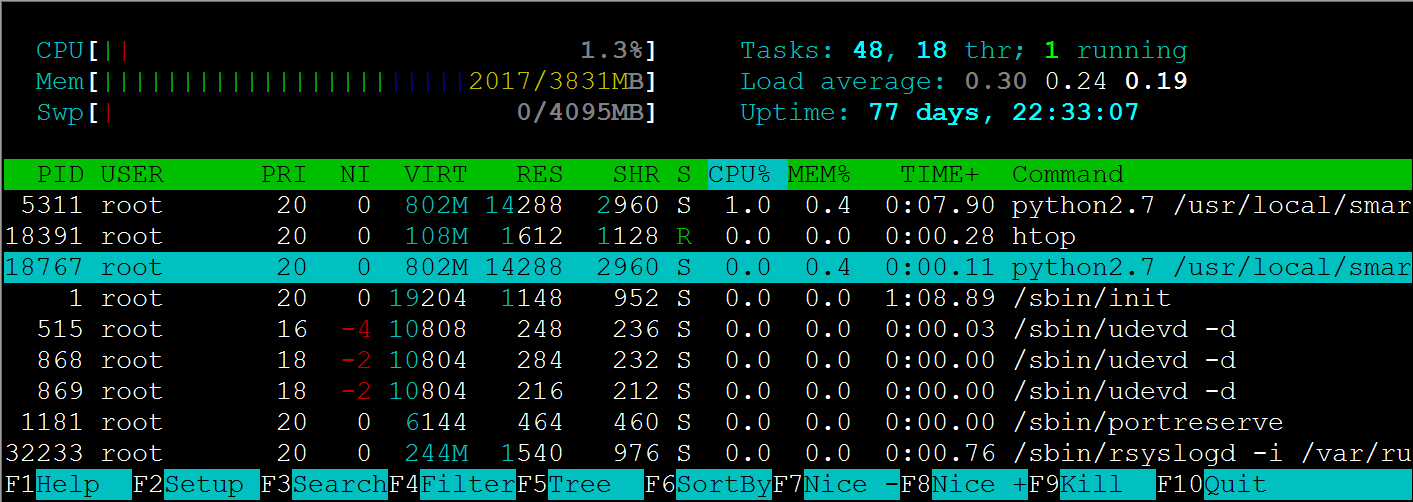 CPU[|| 1.3%] Tasks: 48, 18 thr; 1 running
Mem[||||||||||||||||||||||| 2017/3831MB] Load average: 0.30 0.24 0.19
Swp[| 0/4095MB] Uptime: 77 days, 22:33:07
PID USER PRI NI VIRT RES SHR S CPU% MEM% TIME+ Command
5311 root 20 0 802M 14288 2960 S 1.0 0.4 0:07.90 python2.7 /usr/local/smar
18391 root 20 0 108M 1612 1128 R 0.0 0.0 0:00.28 htop
18767 root 20 0 802M 14288 2960 S 0.0 0.4 0:00.11 python2.7 /usr/local/smar
1 root 20 0 19204 1148 952 S 0.0 0.0 1:08.89 /sbin/init
515 root 16 -4 10808 248 236 S 0.0 0.0 0:00.03 /sbin/udevd -d
868 root 18 -2 10804 284 232 S 0.0 0.0 0:00.00 /sbin/udevd -d
869 root 18 -2 10804 216 212 S 0.0 0.0 0:00.00 /sbin/udevd -d
1181 root 20 0 6144 464 460 S 0.0 0.0 0:00.00 /sbin/portreserve
32233 root 20 0 244M 1540 976 S 0.0 0.0 0:00.76 /sbin/rsyslogd -i /var/ru
F1Help F2Setup F3SearchF4FilterF5Tree F6SortByF7Nice -F8Nice +F9Kill F10Quit